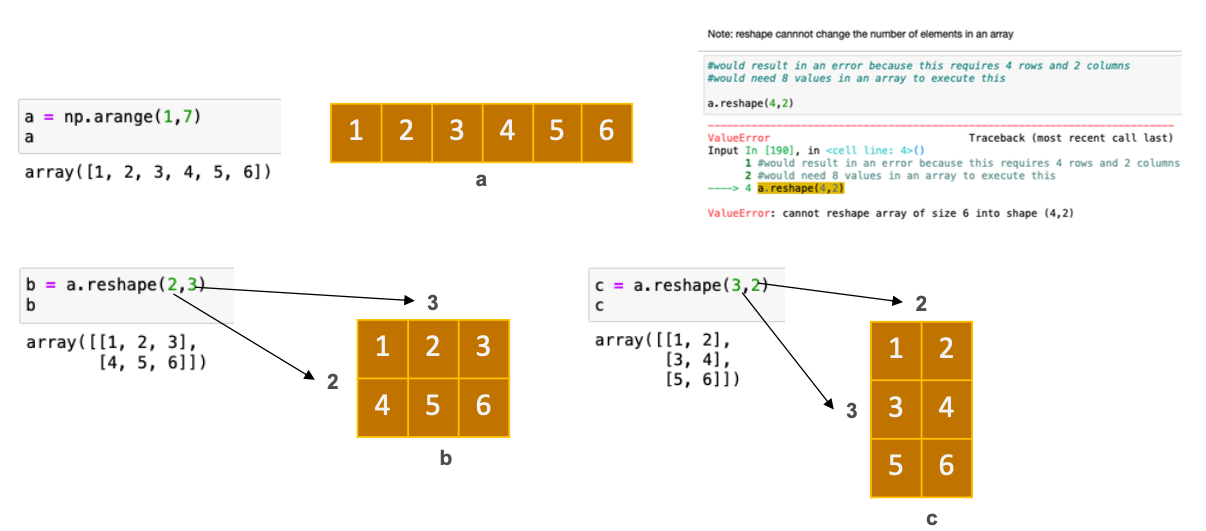 Note: reshape cannnot change the number of elements in an array
#would result in an error because this requires 4 rows and 2 columns
#would need 8 values in an array to execute this
a.reshape(4,2)
ValueError Traceback (most recent call last)
Input In [190], in <cell line: 4>()
1 #would result in an error because this requires 4 rows and 2 columns
2 #would need 8 values in an array to execute this
----> 4 a.reshape(4,2)
ValueError: cannot reshape array of size 6 into shape (4,2)
a = np.arange(1,7)
a
array([1, 2, 3, 4, 5, 6])
1 2 3 4 5 6
a
b = a.reshape(2,3)
b
array([[1, 2, 3],
[4, 5, 6]])
3
2
1 2 3
4 5 6
b
c = a.reshape(3,2)
c
array([[1, 2],
[3, 4],
[5, 6]])
2
3
1 2
3 4
5 6
c